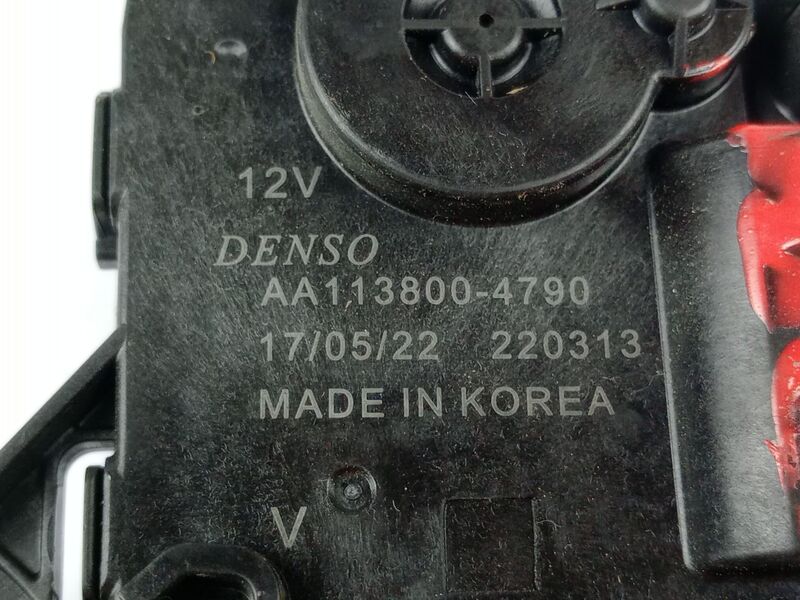 12V
DENSO
AA113800-4790
17/05/22 220313
MADE IN KOREA
V